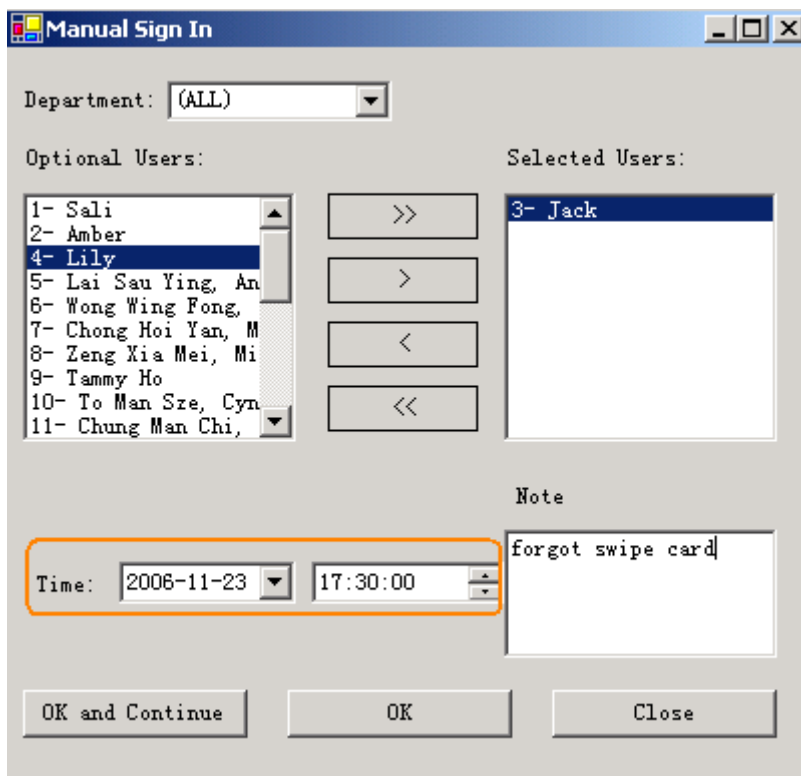 Manual Sign In
Department: (ALL)
Optional Users:
Selected Users:
1- Sali
2- Amber
4- Lily
5- Lai Sau Ying, An
6- Wong Wing Fong,
7- Chong Hoi Yan, M
8- Zeng Xia Mei, Mi
9- Tammy Ho
10- To Man Sze, Cyn
11- Chung Man Chi,
>>
>
<
<<
3- Jack
Note
forgot swipe card
Time: 2006-11-23 17:30:00
OK and Continue OK Close